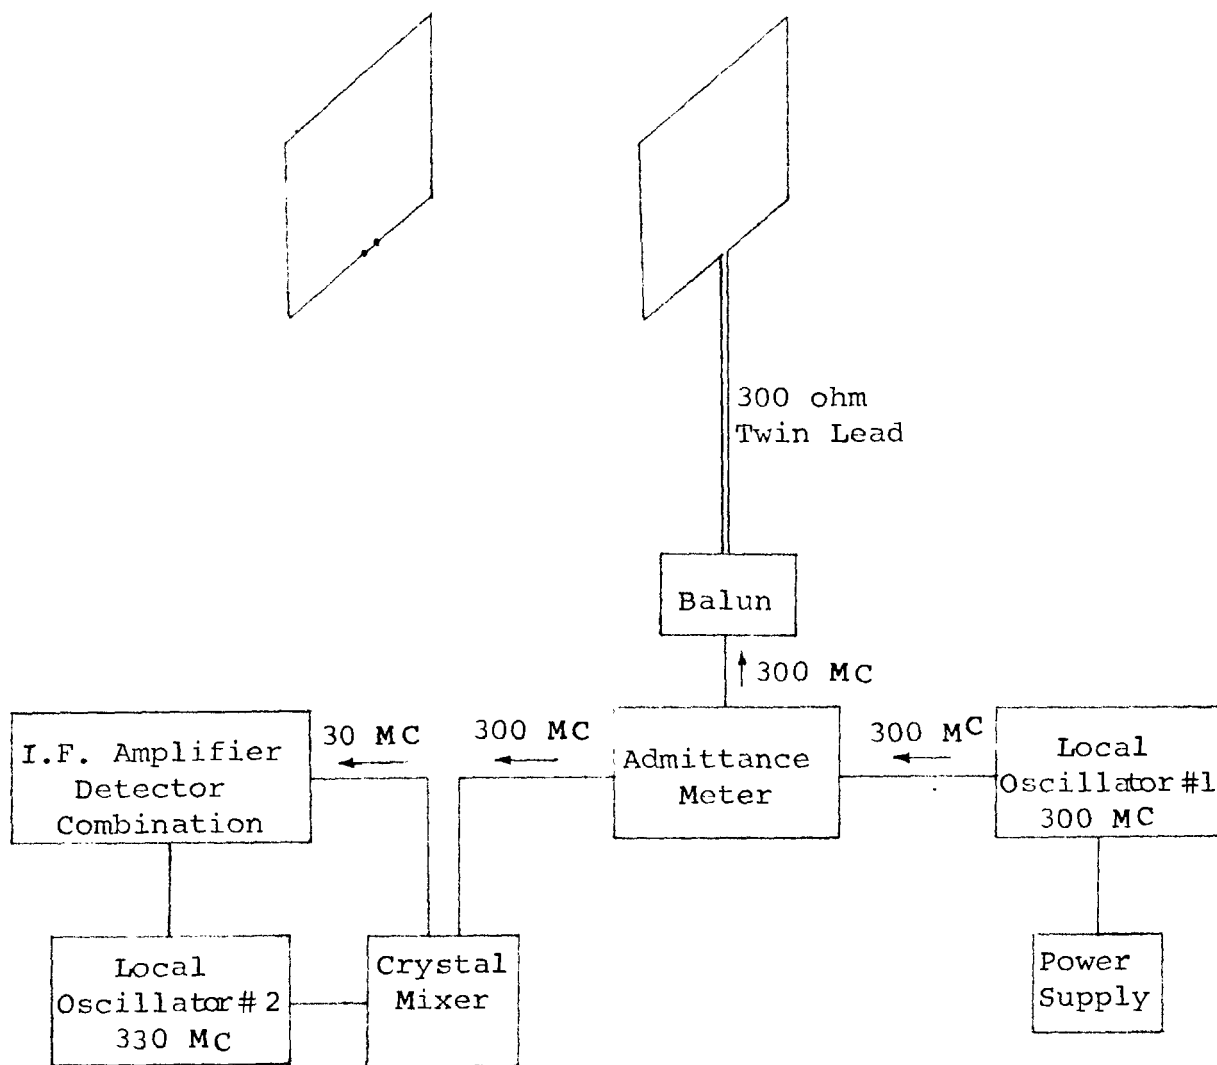 300 ohm
Twin Lead
Balun
300 MC
30 MC
300 MC
300 MC
I.F. Amplifier
Detector
Combination
Admittance
Meter
Local
Oscillator #1
300 MC
Local
Oscillator # 2
330 MC
Crystal
Mixer
Power
Supply